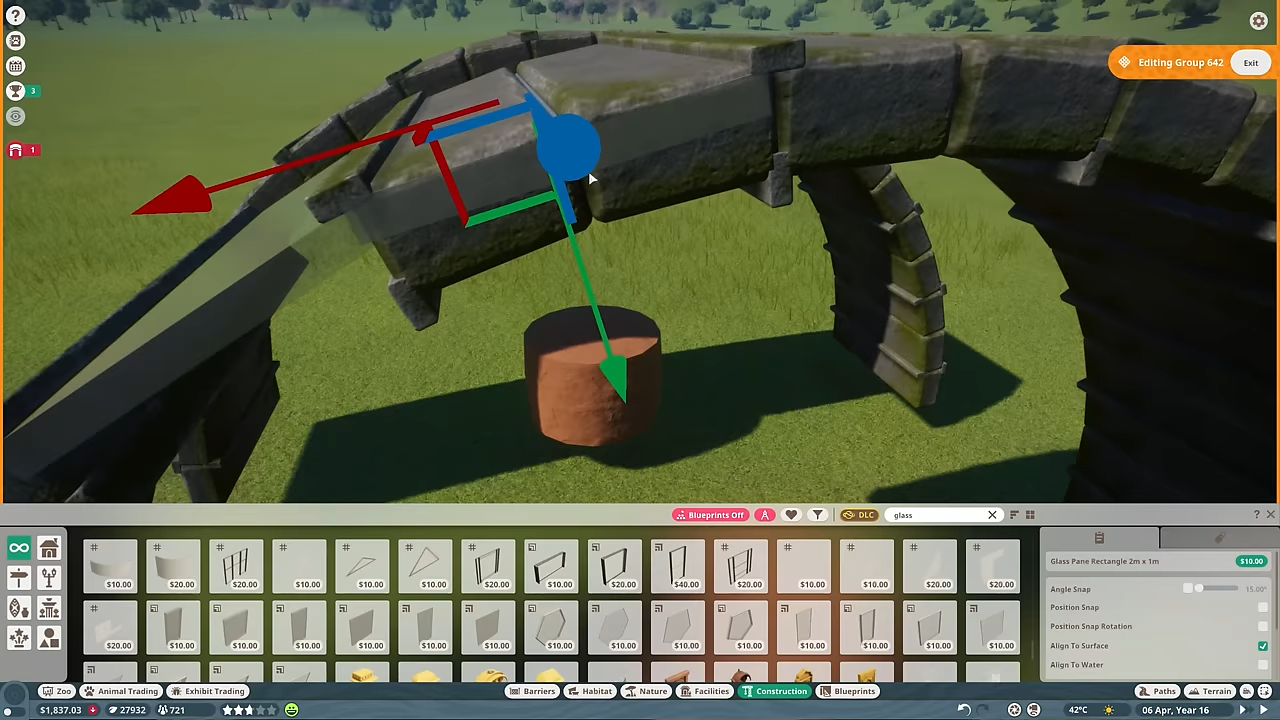 ?
Editing Group 642
Exit
3
1
Blueprints Off
DLC
glass
?
$10.00 $20.00 $20.00 $10.00 $10.00 $10.00 $20.00 $10.00 $20.00 $40.00 $20.00 $10.00 $10.00 $20.00 $20.00
$20.00 $10.00 $10.00 $10.00 $10.00 $10.00 $10.00 $10.00 $10.00 $10.00 $10.00 $10.00 $10.00 $10.00 $10.00
Glass Pane Rectangle 2m x 1m
$10.00
Angle Snap
15.00°
Position Snap
Position Snap Rotation
Align To Surface
Align To Water
Zoo
Animal Trading
Exhibit Trading
Barriers
Habitat
Nature
Facilities
Construction
Blueprints
Paths
Terrain
$1,837.03
27932
721
42°C
06 Apr, Year 16